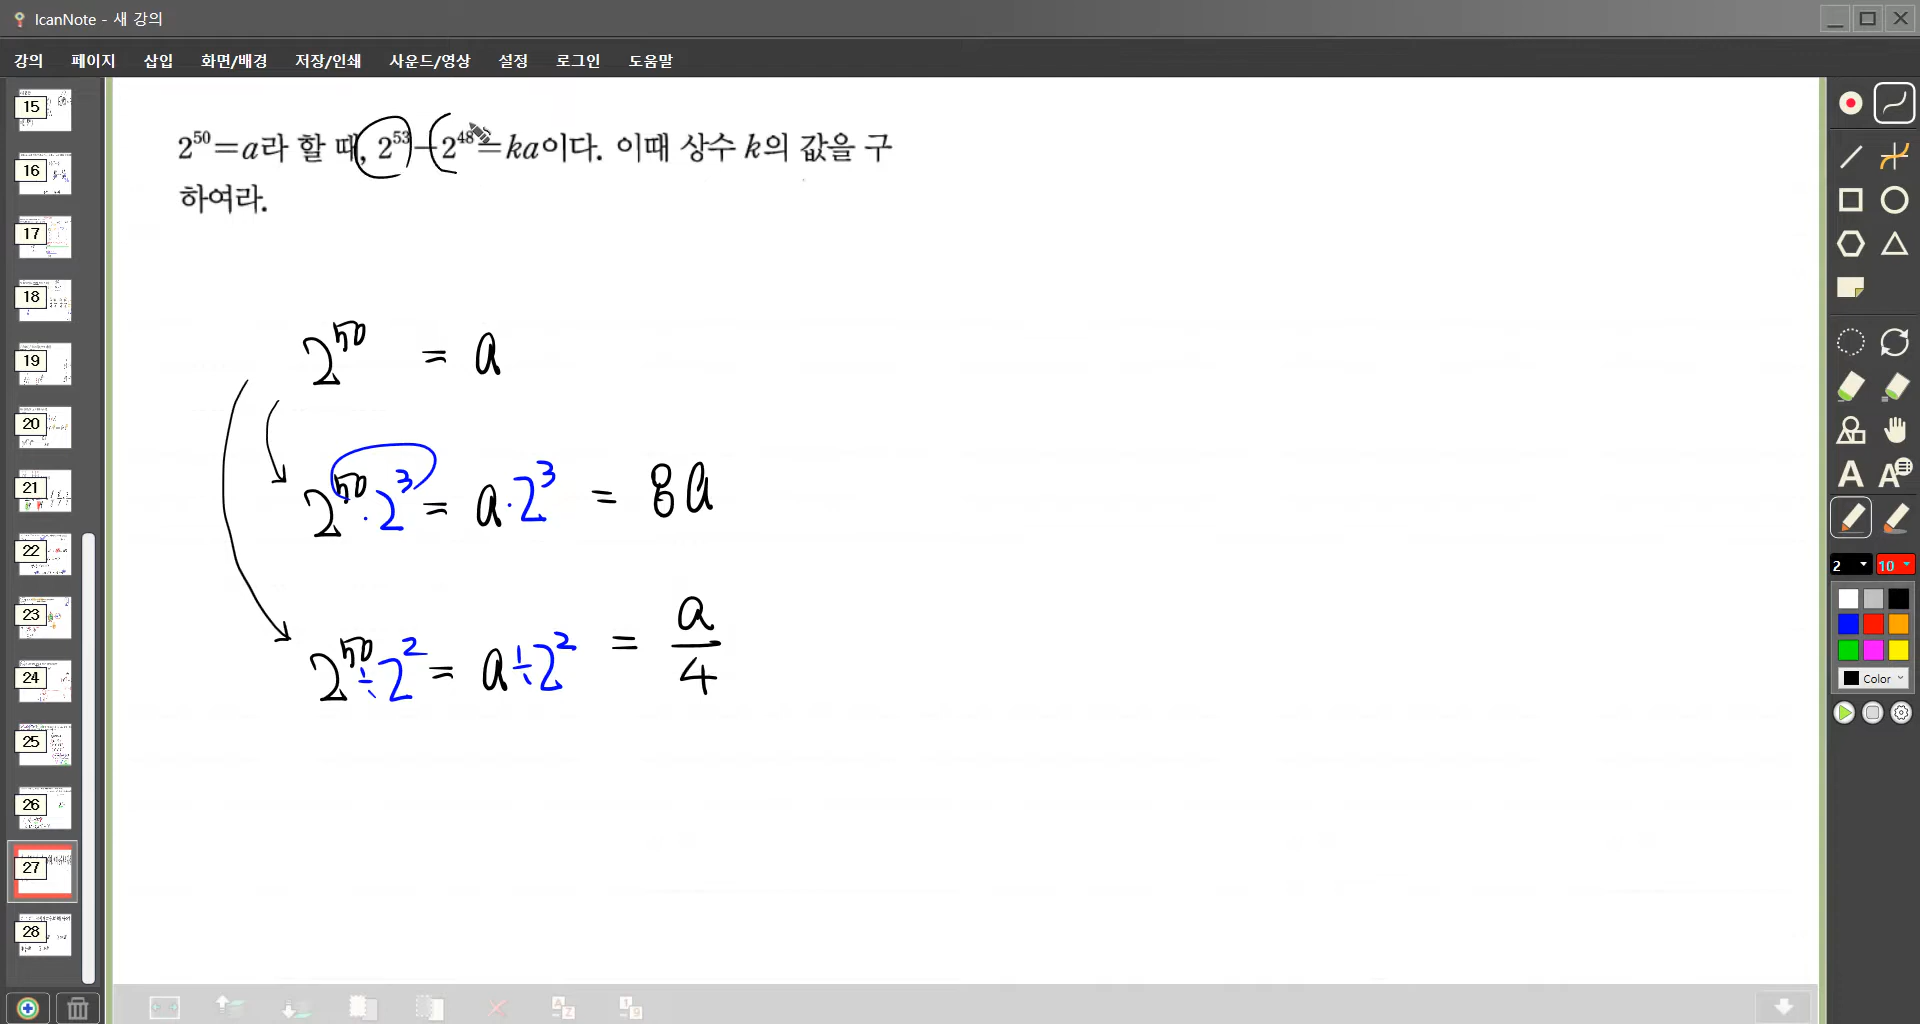 IcanNote - 새 강의
강의 페이지 삽입 화면/배경 저장/인쇄 사운드/영상 설정 로그인 도움말
15
16
17
18
19
20
21
22
23
24
25
26
27
28
2⁵⁰=a라 할 때, 2⁵³-2⁴⁸=ka이다. 이때 상수 k의 값을 구
하여라.
2⁵⁰ = a
2⁵⁰·2³ = a·2³ = 8a
2⁵⁰÷2² = a÷2² = a/4
2 10
Color